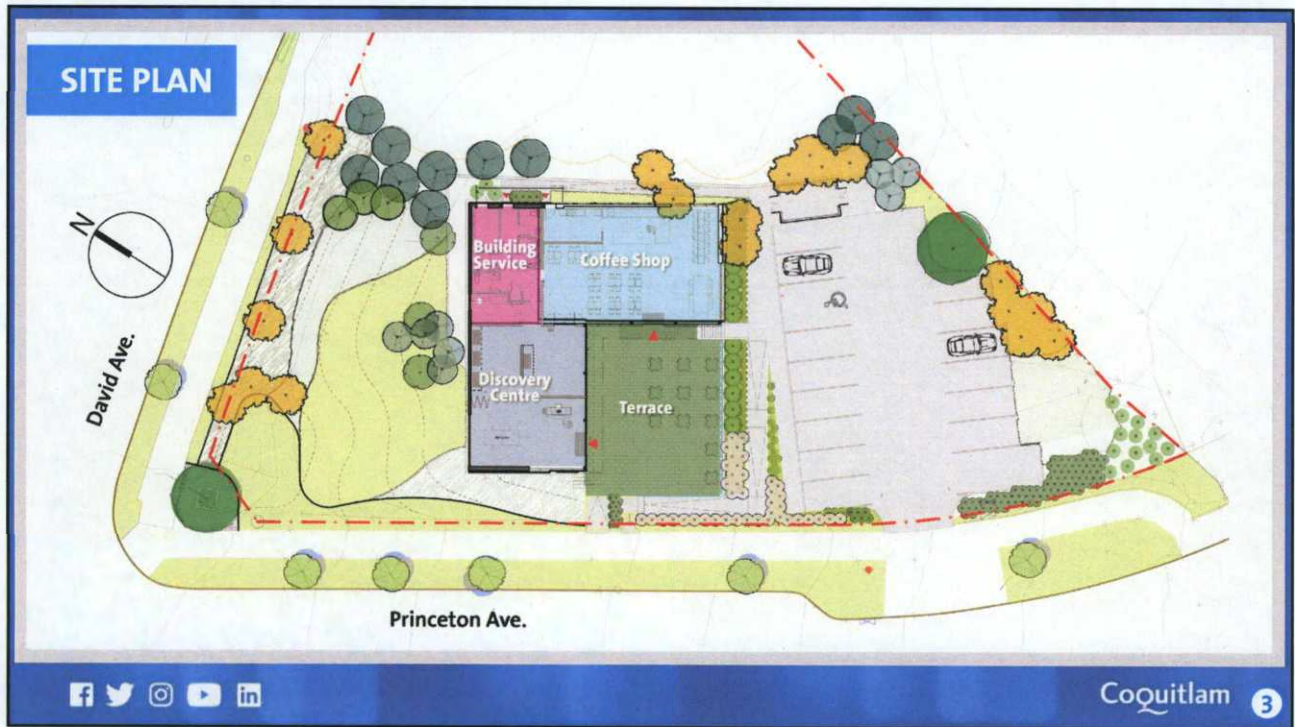 SITE PLAN
N
Building
Service
Coffee Shop
David Ave.
Discovery
Centre
Terrace
Princeton Ave.
Coquitlam
3